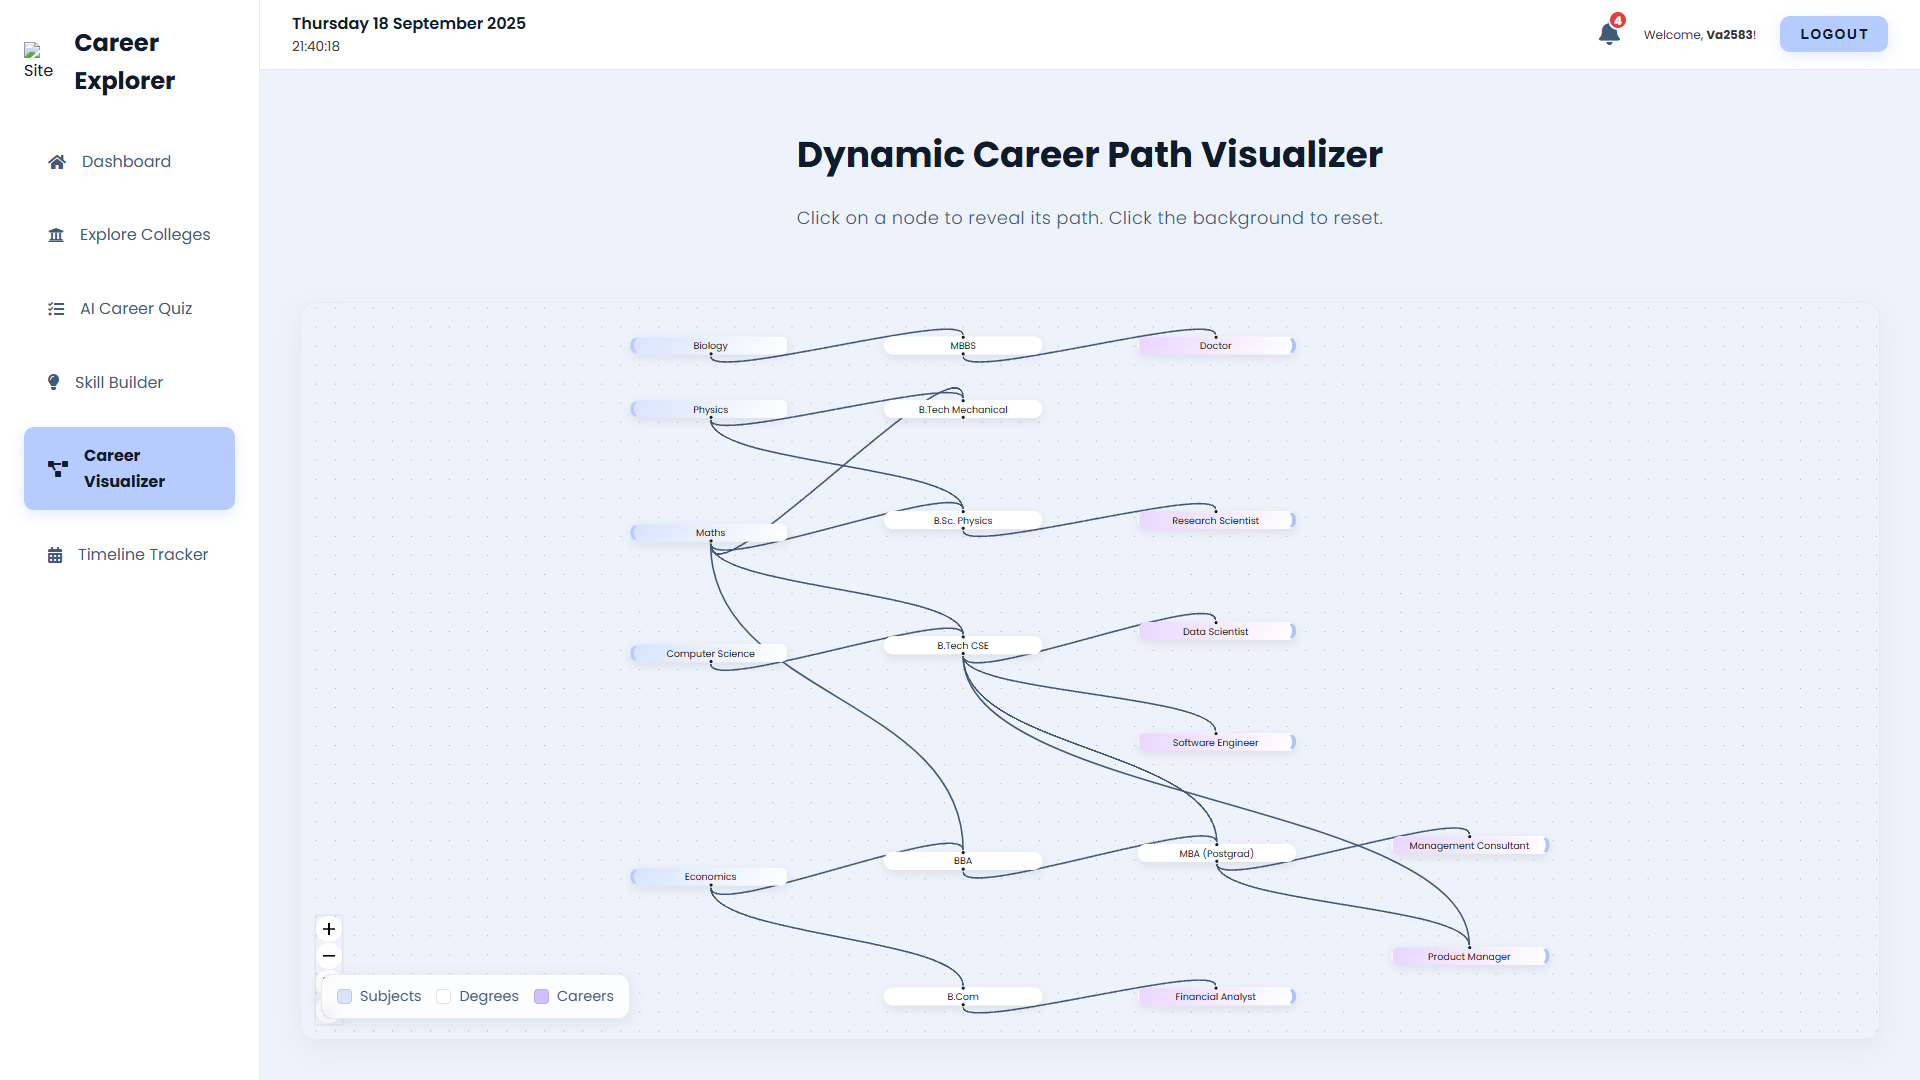 Site
Career
Explorer
Dashboard
Explore Colleges
AI Career Quiz
Skill Builder
Career
Visualizer
Timeline Tracker
Thursday 18 September 2025
21:40:18
4
Welcome, Va2583!
LOGOUT
Dynamic Career Path Visualizer
Click on a node to reveal its path. Click the background to reset.
Biology
MBBS
Doctor
Physics
B.Tech Mechanical
Maths
B.Sc. Physics
Research Scientist
Computer Science
B.Tech CSE
Data Scientist
Software Engineer
Economics
BBA
MBA (Postgrad)
Management Consultant
Product Manager
B.Com
Financial Analyst
Subjects
Degrees
Careers